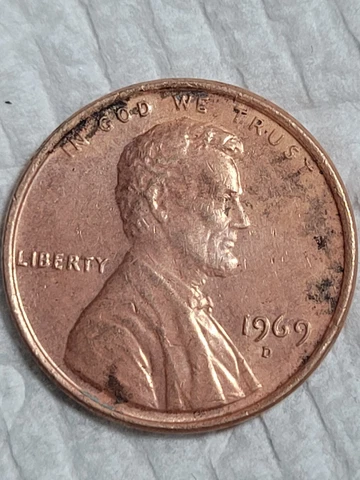 IN GOD WE TRUST
LIBERTY
1969
D